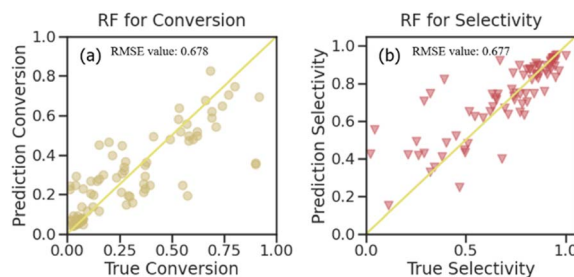 RF for Conversion
(a) RMSE value: 0.678
Prediction Conversion
1.0
0.8
0.6
0.4
0.2
0.0
0.00 0.25 0.50 0.75 1.00
True Conversion
RF for Selectivity
(b) RMSE value: 0.677
Prediction Selectivity
1.0
0.8
0.6
0.4
0.2
0.0
0.0 0.5 1.0
True Selectivity